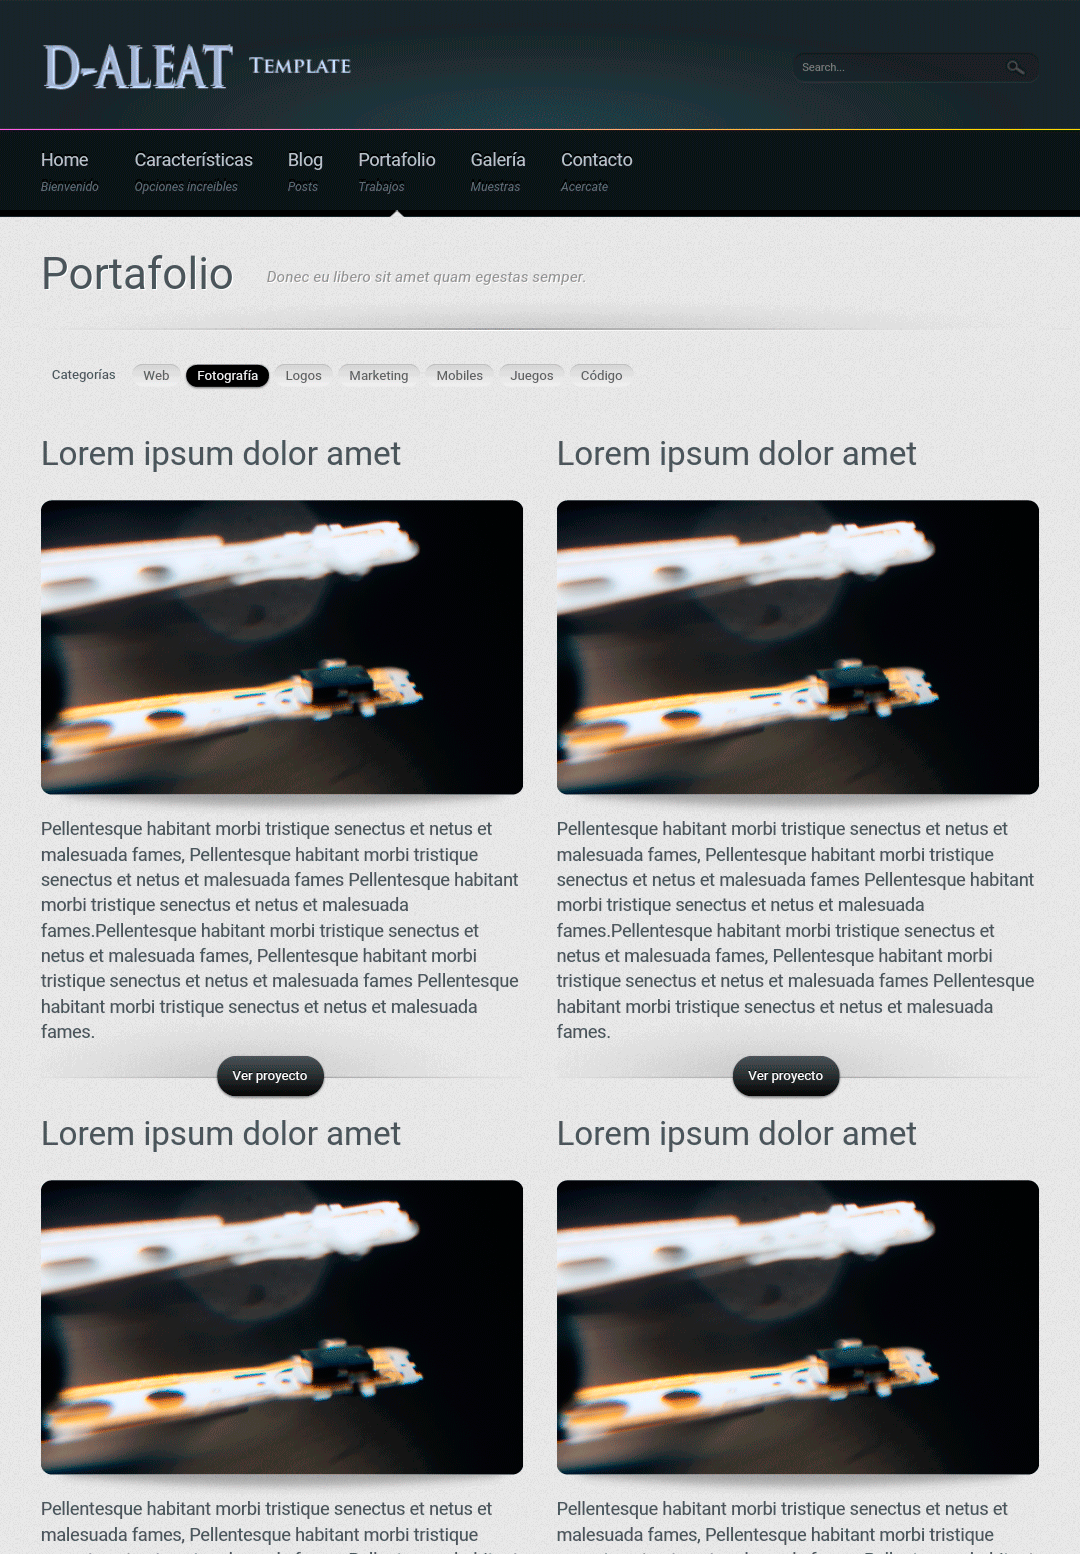 D-ALEAT TEMPLATE
Search...
Home Características Blog Portafolio Galería Contacto
Bienvenido Opciones increibles Posts Trabajos Muestras Acercate
Portafolio Donec eu libero sit amet quam egestas semper.
Categorías Web Fotografía Logos Marketing Mobiles Juegos Código
Lorem ipsum dolor amet
Pellentesque habitant morbi tristique senectus et netus et
malesuada fames, Pellentesque habitant morbi tristique
senectus et netus et malesuada fames Pellentesque habitant
morbi tristique senectus et netus et malesuada
fames.Pellentesque habitant morbi tristique senectus et
netus et malesuada fames, Pellentesque habitant morbi
tristique senectus et netus et malesuada fames Pellentesque
habitant morbi tristique senectus et netus et malesuada
fames.
Ver proyecto
Lorem ipsum dolor amet
Pellentesque habitant morbi tristique senectus et netus et
malesuada fames, Pellentesque habitant morbi tristique
senectus et netus et malesuada fames Pellentesque habitant
morbi tristique senectus et netus et malesuada
fames.Pellentesque habitant morbi tristique senectus et
netus et malesuada fames, Pellentesque habitant morbi
tristique senectus et netus et malesuada fames Pellentesque
habitant morbi tristique senectus et netus et malesuada
fames.
Ver proyecto
Lorem ipsum dolor amet
Pellentesque habitant morbi tristique senectus et netus et
malesuada fames, Pellentesque habitant morbi tristique
Lorem ipsum dolor amet
Pellentesque habitant morbi tristique senectus et netus et
malesuada fames, Pellentesque habitant morbi tristique